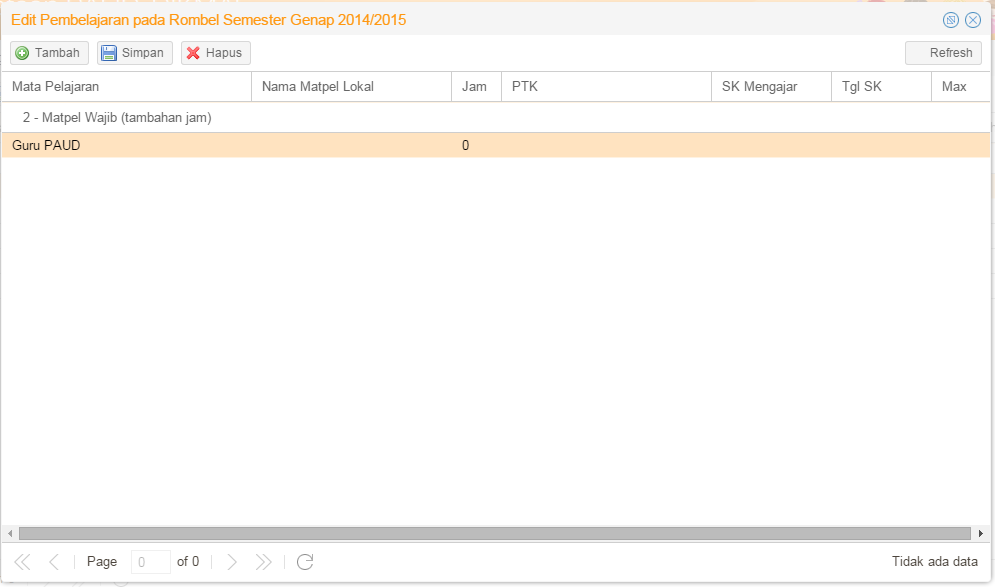 Edit Pembelajaran pada Rombel Semester Genap 2014/2015
Tambah Simpan Hapus Refresh
Mata Pelajaran Nama Matpel Lokal Jam PTK SK Mengajar Tgl SK Max
2 - Matpel Wajib (tambahan jam)
Guru PAUD 0
Page 0 of 0 Tidak ada data